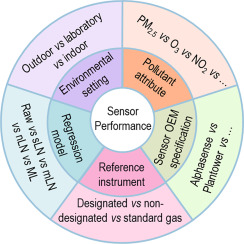 Outdoor vs laboratory
vs indoor
PM2.5 vs O3 vs NO2 vs ...
Environmental
setting
Pollutant
attribute
Sensor
Performance
Regression
model
Sensor OEM
specification
Raw vs sLN vs mLN
vs nLN vs ML
Alphasense vs
Plantower vs ...
Reference
instrument
Designated vs non-
designated vs standard gas